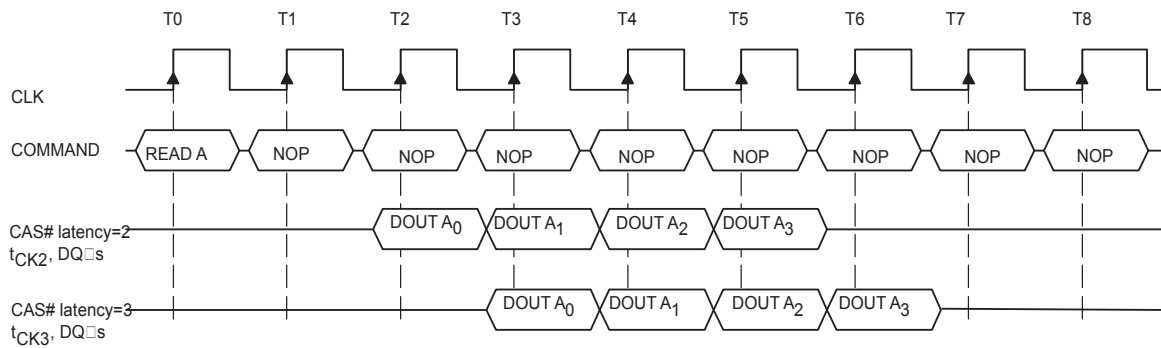 T0 T1 T2 T3 T4 T5 T6 T7 T8
CLK
COMMAND READ A NOP NOP NOP NOP NOP NOP NOP NOP
CAS# latency=2 DOUT A0 DOUT A1 DOUT A2 DOUT A3
tCK2, DQ□s
CAS# latency=3 DOUT A0 DOUT A1 DOUT A2 DOUT A3
tCK3, DQ□s